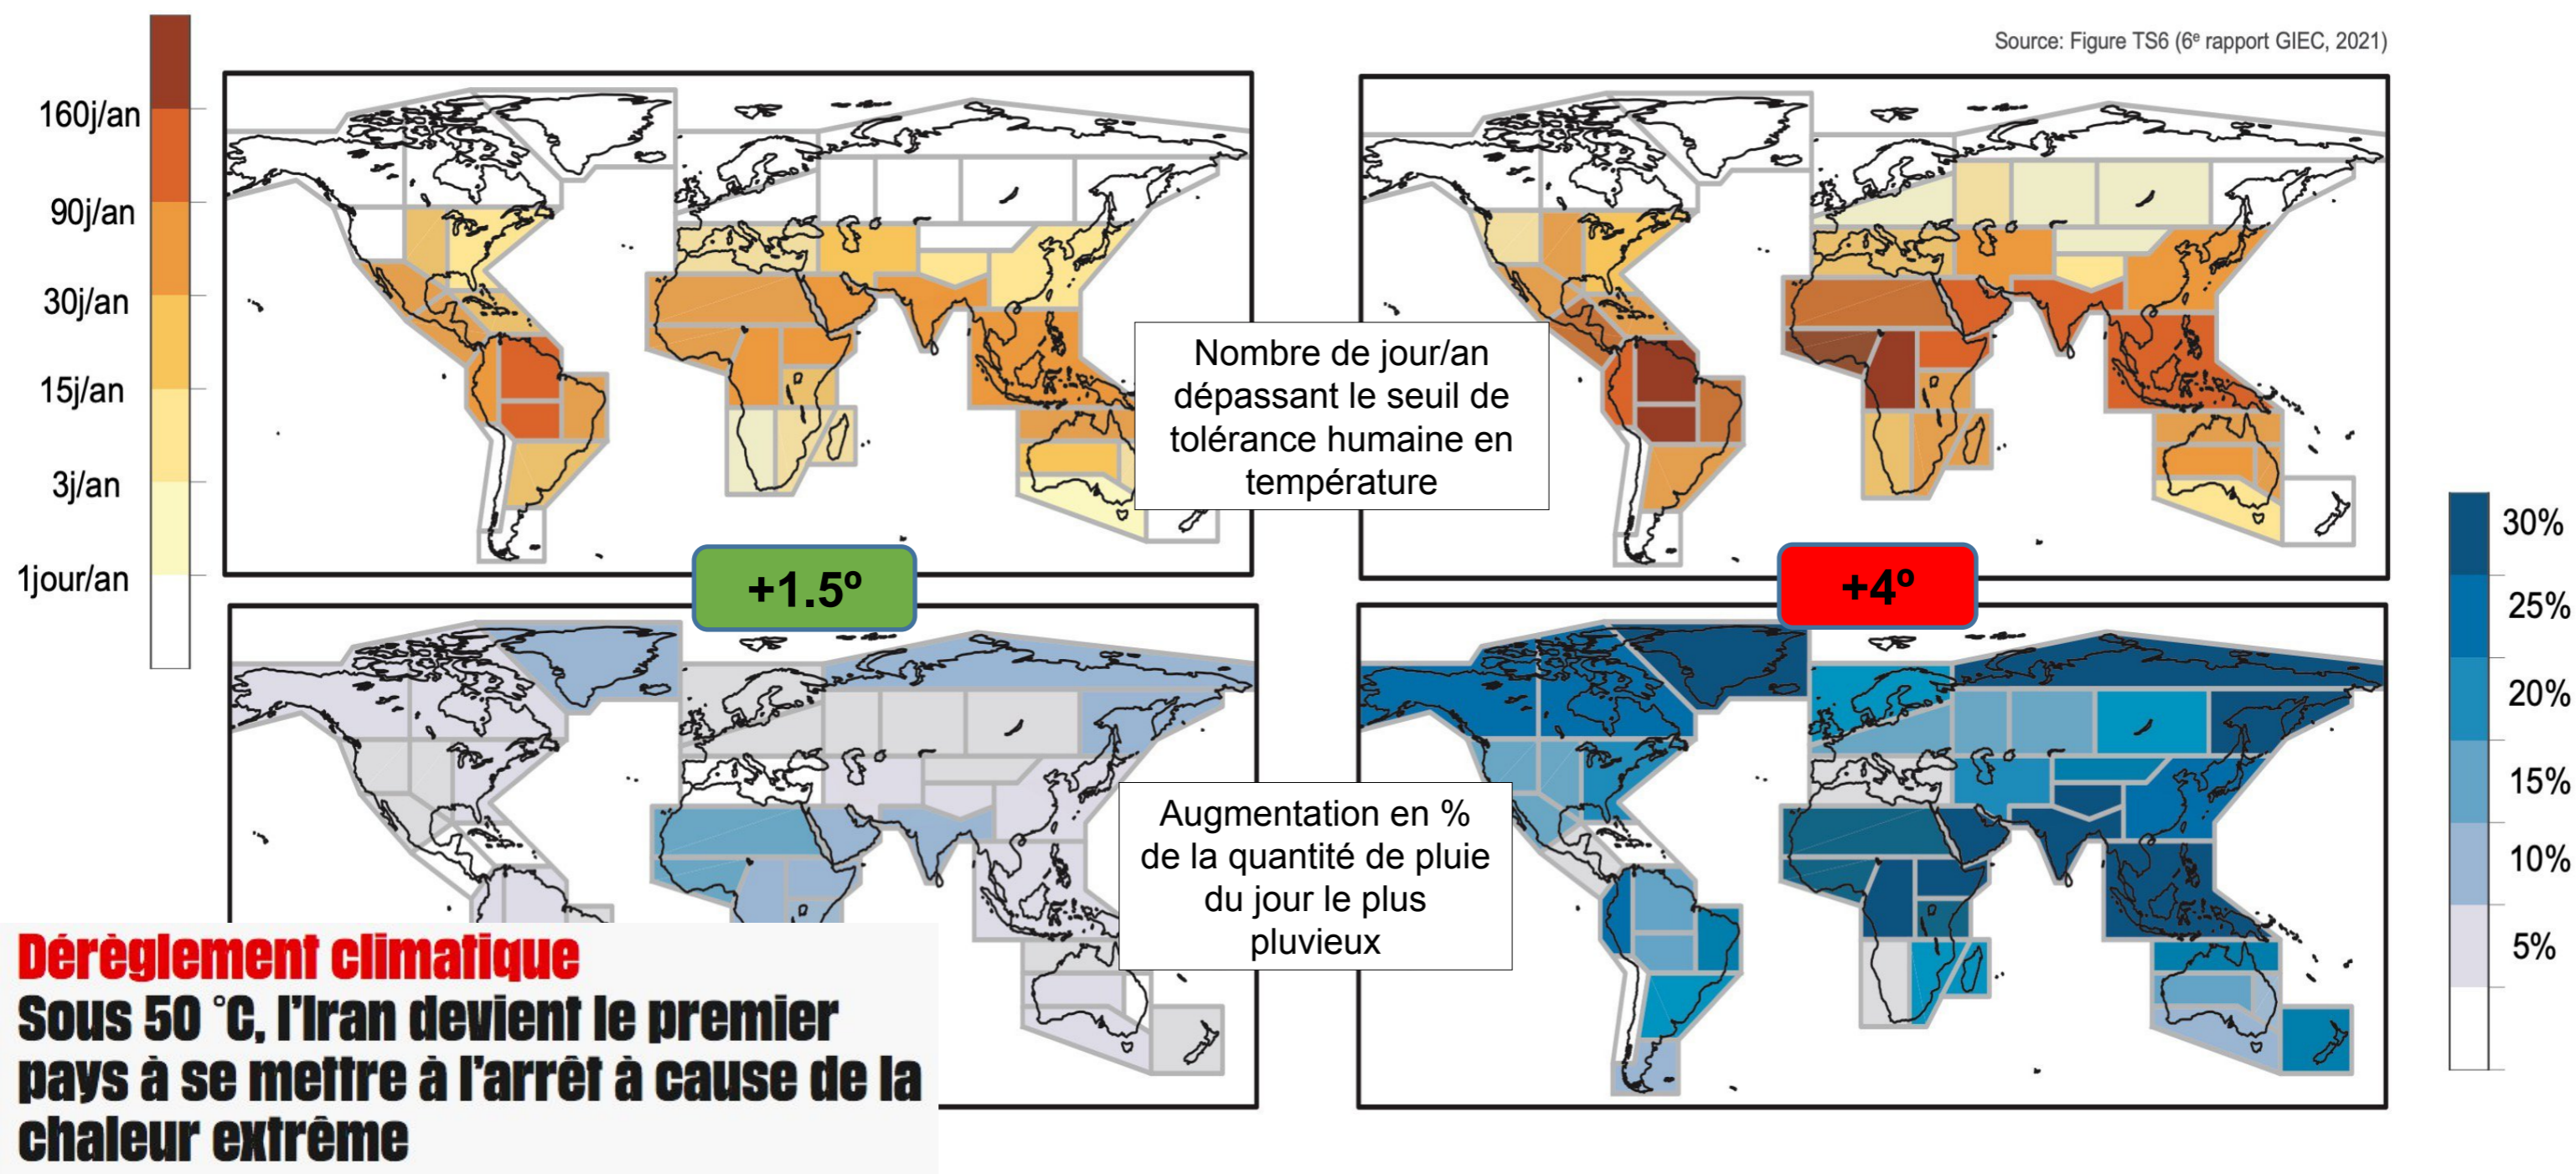 Source: Figure TS6 (6e rapport GIEC, 2021)
160j/an
90j/an
30j/an
15j/an
3j/an
1jour/an
Nombre de jour/an
dépassant le seuil de
tolérance humaine en
température
+1.5º
+4º
30%
25%
20%
15%
10%
5%
Augmentation en %
de la quantité de pluie
du jour le plus
pluvieux
Dérèglement climatique
Sous 50 °C, l'Iran devient le premier
pays à se mettre à l'arrêt à cause de la
chaleur extrême